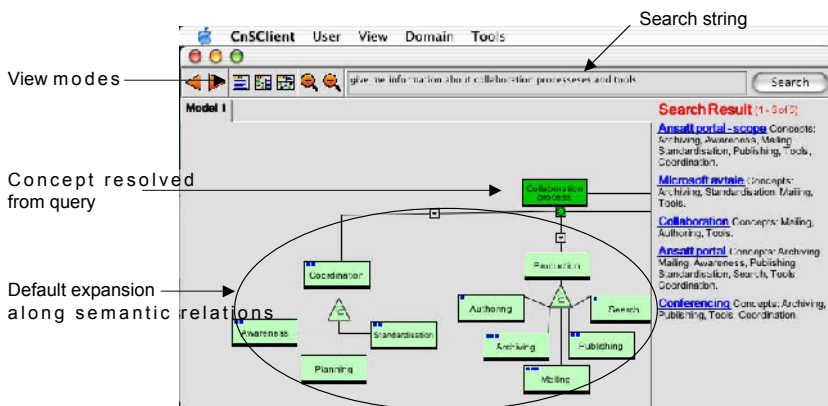 Search string
CnSClient User View Domain Tools
View modes
give me information about collaboration processeses and tools
Search
Model 1
Search Result (1 - 5 of 5)
Ansatt portal - scope Concepts:
Archiving, Awareness, Mailing
Standardisation, Publishing, Tools,
Coordination.
Microsoft avtale Concepts:
Archiving, Standardisation, Mailing,
Tools.
Collaboration Concepts: Mailing,
Authoring, Tools.
Ansatt portal Concepts: Archiving
Mailing, Awareness, Publishing
Standardisation, Search, Tools
Coordination.
Conferencing Concepts: Archiving,
Publishing, Tools, Coordination.
Concept resolved
from query
Collaboration
process
Default expansion
along semantic relations
Coordination
Production
Awareness
Standardisation
Planning
Authoring
Search
Archiving
Publishing
Mailing